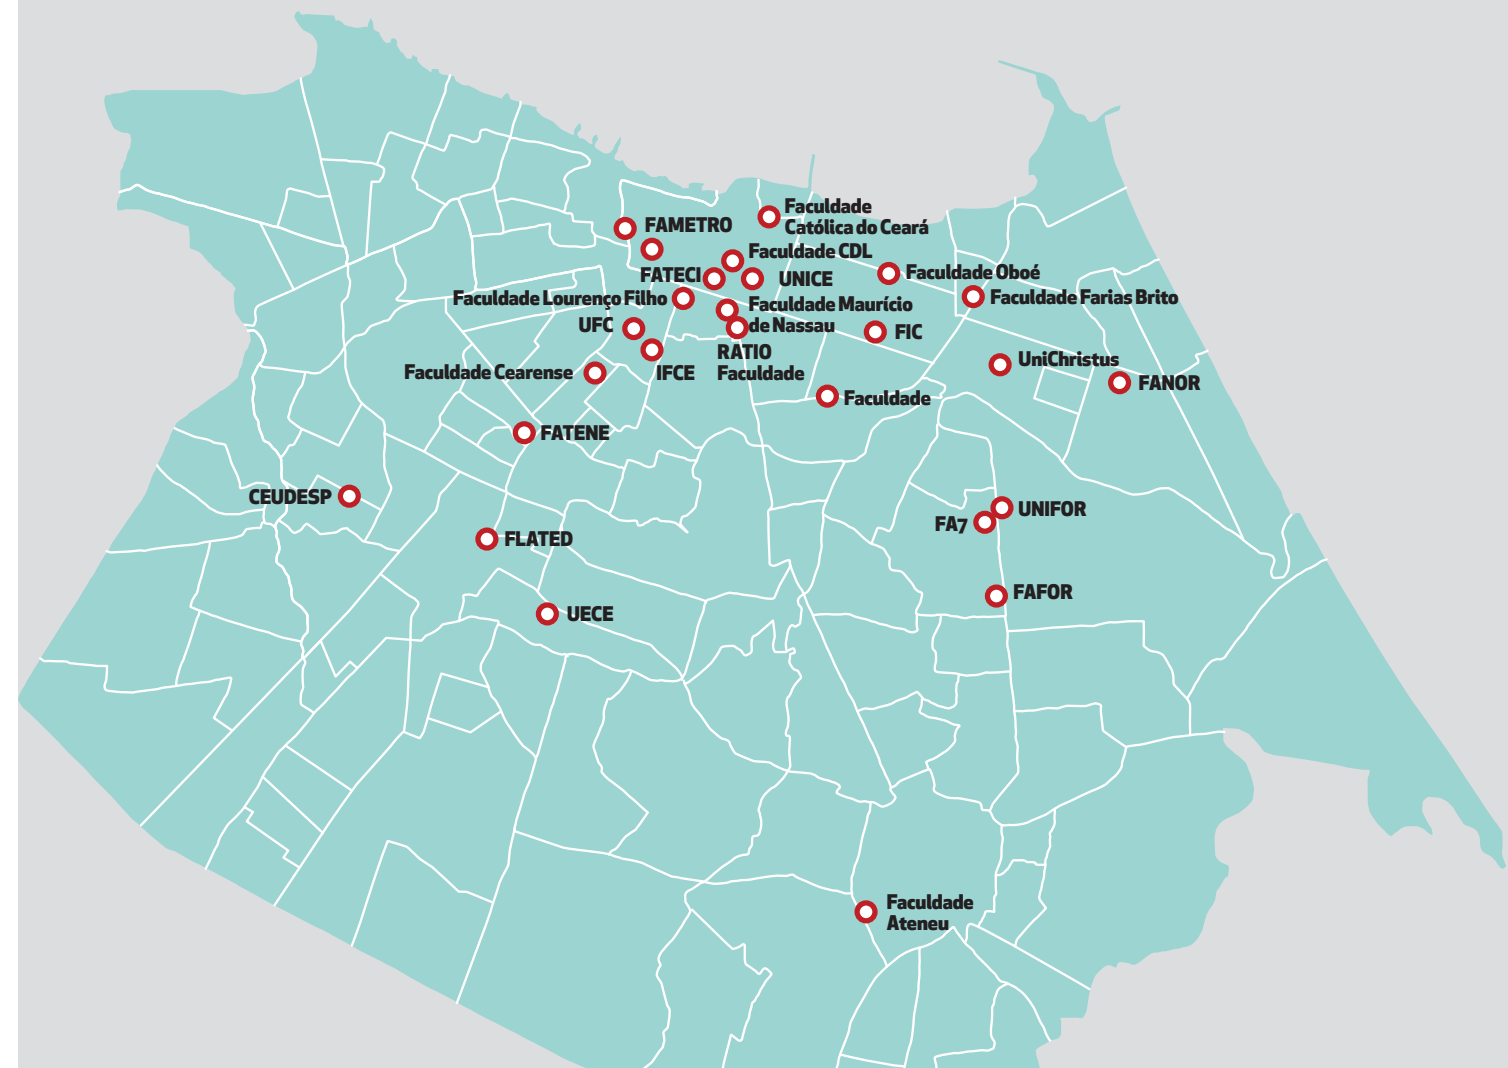 Faculdade
Católica do Ceará
FAMETRO
Faculdade CDL
FATECI
UNICE
Faculdade Oboé
Faculdade Lourenço Filho
Faculdade Maurício
de Nassau
Faculdade Farias Brito
UFC
FIC
RATIO
Faculdade
IFCE
UniChristus
Faculdade Cearense
FANOR
Faculdade
FATENE
CEUDESP
UNIFOR
FA7
FLATED
FAFOR
UECE
Faculdade
Ateneu